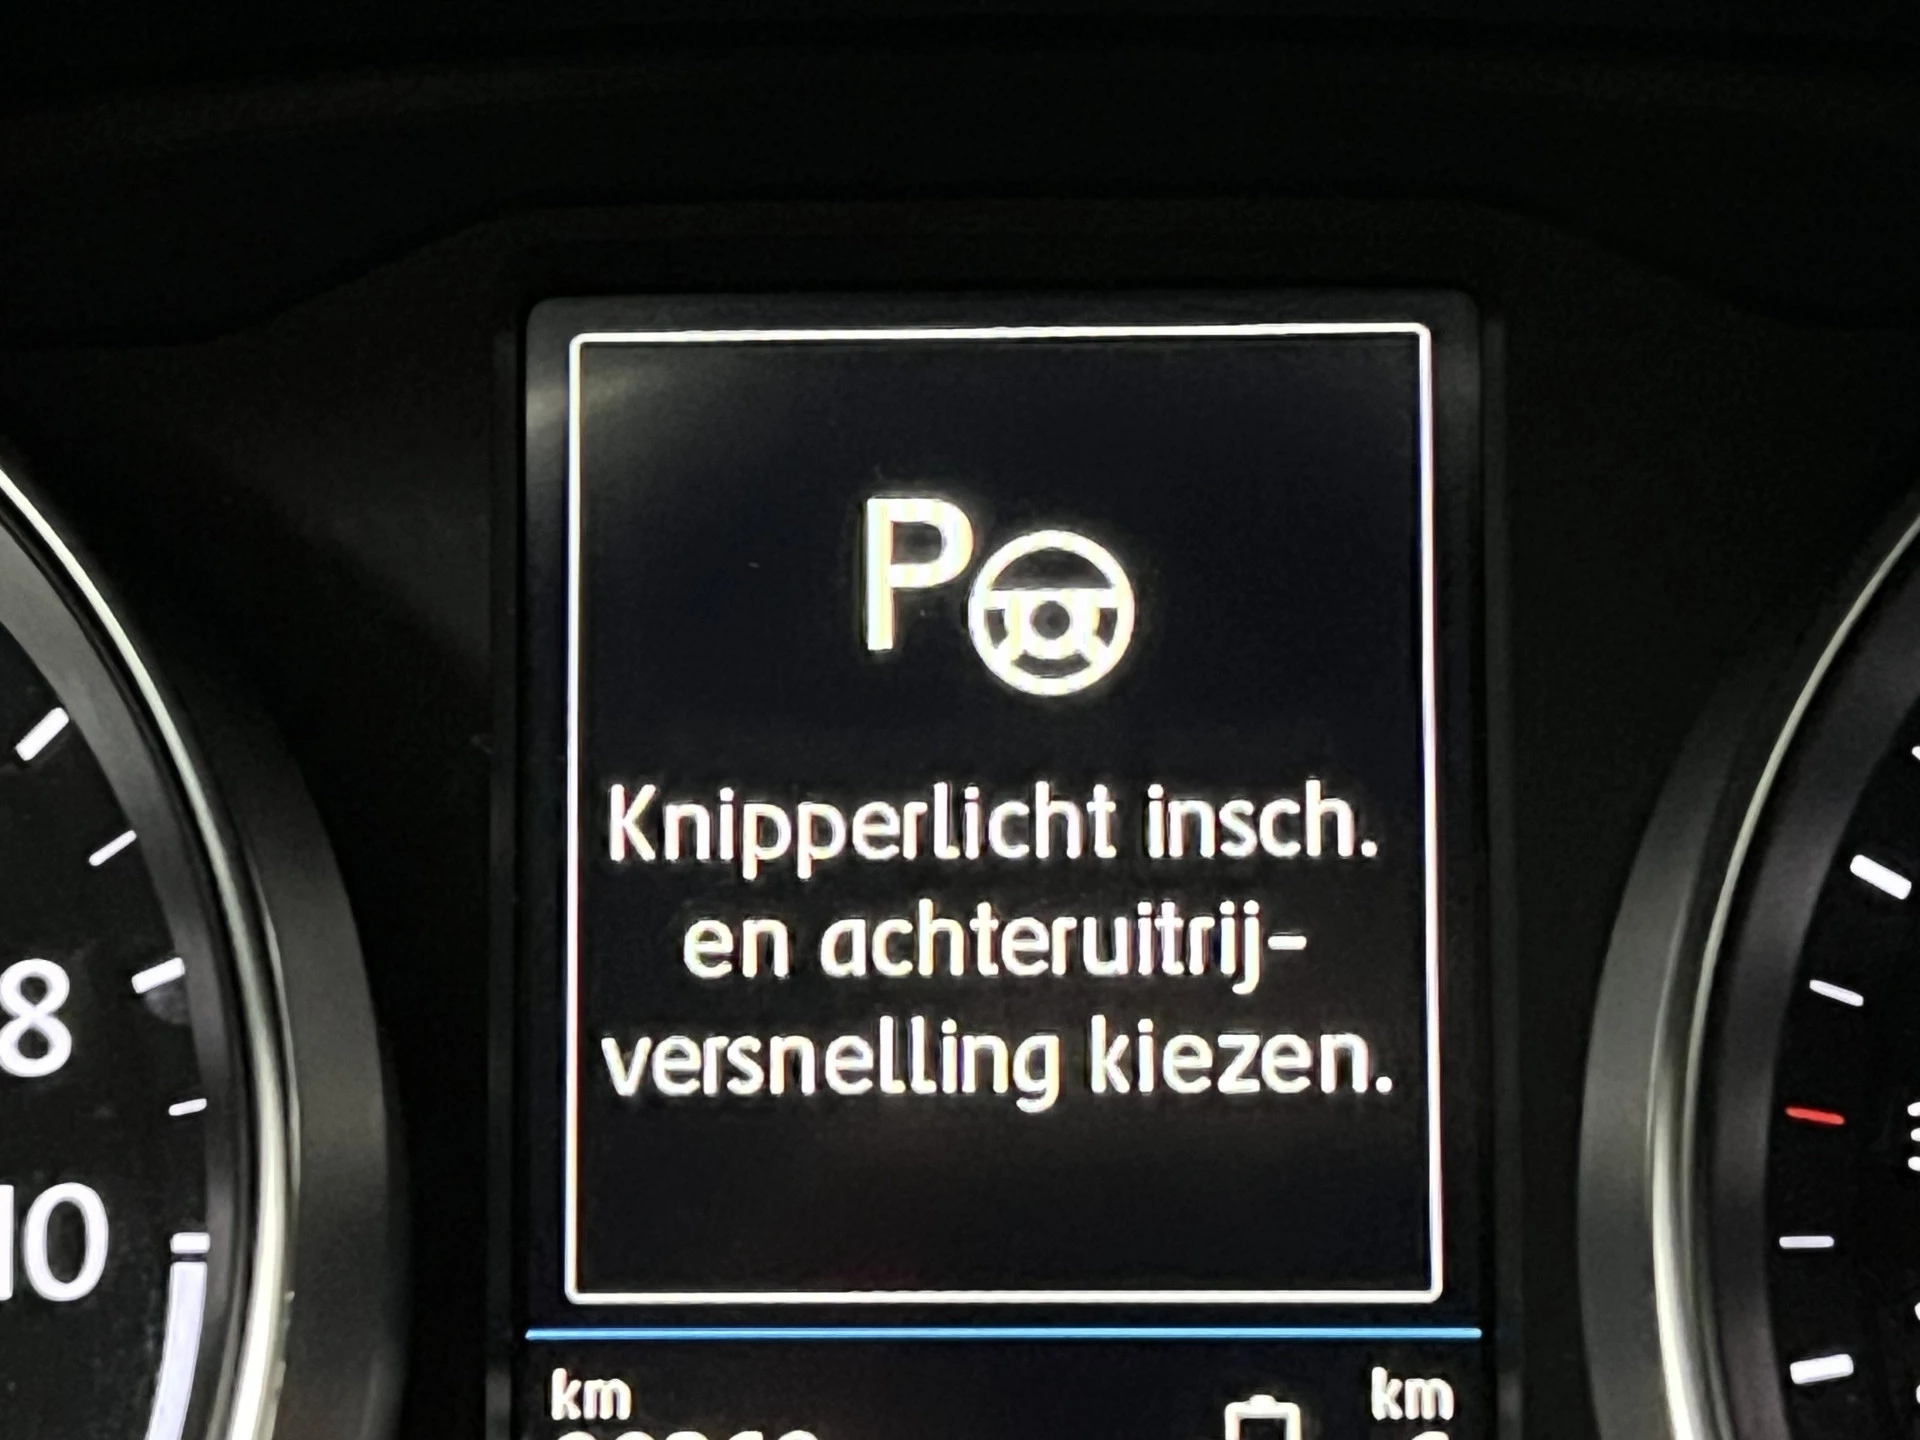 P
Knipperlicht insch.
en achteruitrij-
versnelling kiezen.
8
10
km
km